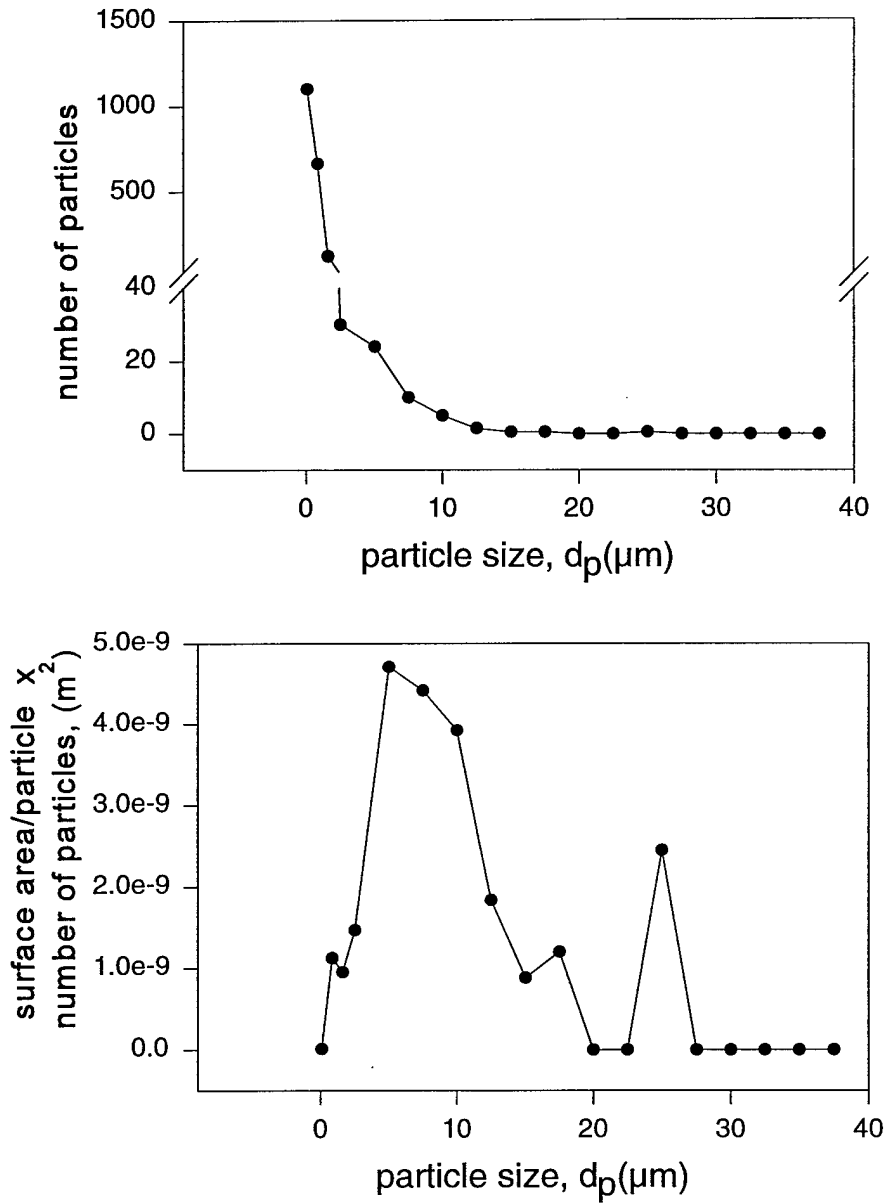 1500
1000
500
40
20
0
number of particles
0 10 20 30 40
particle size, dp(µm)
5.0e-9
4.0e-9
3.0e-9
2.0e-9
1.0e-9
0.0
surface area/particle x
number of particles, (m²)
0 10 20 30 40
particle size, dp(µm)